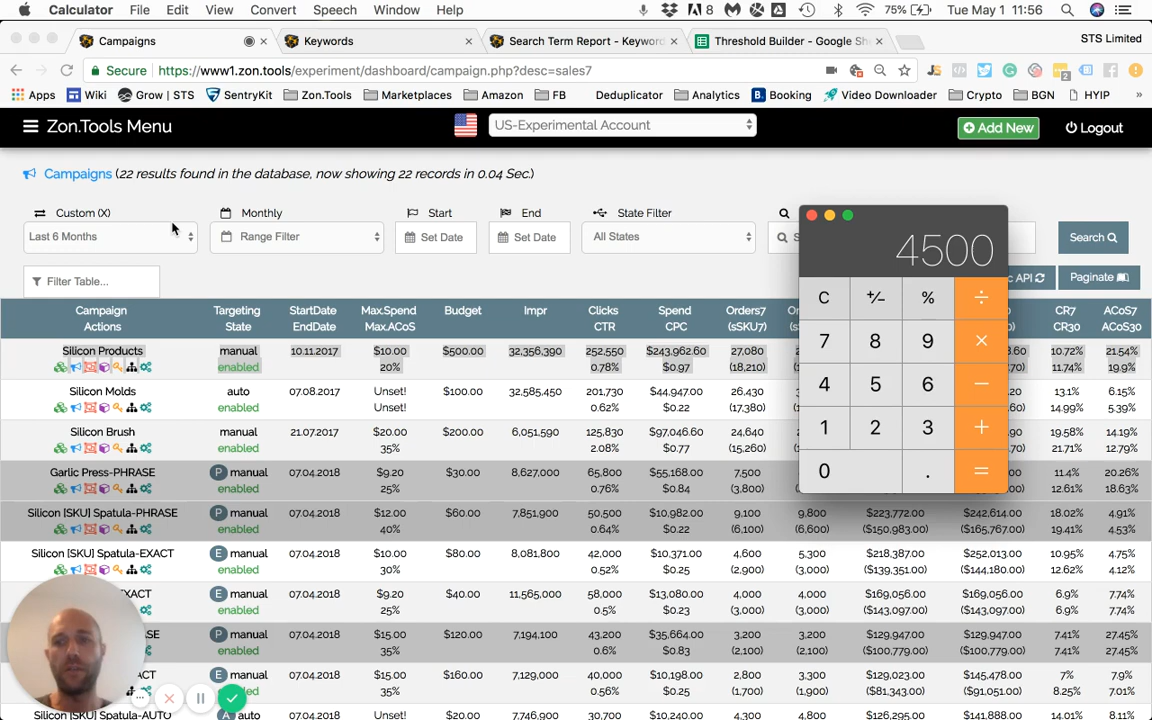 Calculator File Edit View Convert Speech Window Help 8 75% Tue May 1 11:56
Campaigns Keywords Search Term Report - Keyword Threshold Builder - Google She STS Limited
Secure https://www1.zon.tools/experiment/dashboard/campaign.php?desc=sales7
Apps Wiki Grow | STS SentryKit Zon.Tools Marketplaces Amazon FB Deduplicator Analytics Booking Video Downloader Crypto BGN HYIP »
Zon.Tools Menu US-Experimental Account Add New Logout
Campaigns (22 results found in the database, now showing 22 records in 0.04 Sec.)
Custom (X) Monthly Start End State Filter
Last 6 Months Range Filter Set Date Set Date All States S Search
Filter Table... c API Paginate
Campaign Targeting StartDate Max.Spend Budget Impr Clicks Spend Orders7 CR7 ACoS7
Actions State EndDate Max.ACoS CTR CPC (sSKU7) CR30 ACoS30
Silicon Products manual 10.11.2017 $10.00 $500.00 32,356,390 252,550 $243,962.60 27,080 10.72% 21.54%
enabled 20% 0.78% $0.97 (18,210) 11.74% 19.9%
Silicon Molds auto 07.08.2017 Unset! $100.00 32,585,450 201,730 $44,947.00 26,430 13.1% 6.15%
enabled Unset! 0.62% $0.22 (17,380) 14.99% 5.39%
Silicon Brush manual 21.07.2017 $20.00 $200.00 6,051,590 125,830 $97,046.60 24,640 19.58% 14.19%
enabled 35% 2.08% $0.77 (15,260) 21.71% 12.79%
Garlic Press-PHRASE P manual 07.04.2018 $9.20 $30.00 8,627,000 65,800 $55,168.00 7,500 11.4% 20.26%
enabled 25% 0.76% $0.84 (3,800) 12.61% 18.63%
Silicon [SKU] Spatula-PHRASE P manual 07.04.2018 $12.00 $60.00 7,851,900 50,500 $10,982.00 9,100 9,800 $223,772.00 $242,614.00 18.02% 4.91%
enabled 40% 0.64% $0.22 (6,100) (6,600) ($150,983.00) ($165,767.00) 19.41% 4.53%
Silicon [SKU] Spatula-EXACT E manual 07.04.2018 $10.00 $80.00 8,081,800 42,000 $10,371.00 4,600 5,300 $218,387.00 $252,013.00 10.95% 4.75%
enabled 30% 0.52% $0.25 (2,900) (3,000) ($139,351.00) ($144,180.00) 12.62% 4.12%
EXACT E manual 07.04.2018 $9.20 $40.00 11,565,000 58,000 $13,080.00 4,000 4,000 $169,056.00 $169,056.00 6.9% 7.74%
enabled 25% 0.5% $0.23 (3,000) (3,000) ($143,097.00) ($143,097.00) 6.9% 7.74%
ASE P manual 07.04.2018 $15.00 $120.00 7,194,100 43,200 $35,664.00 3,200 3,200 $129,947.00 $129,947.00 7.41% 27.45%
enabled 35% 0.6% $0.83 (2,100) (2,100) ($100,779.00) ($100,779.00) 7.41% 27.45%
ACT E manual 07.04.2018 $15.00 $160.00 7,129,000 40,000 $10,198.00 2,800 3,300 $129,023.00 $145,478.00 7% 7.9%
enabled 35% 0.56% $0.25 (1,700) (1,900) ($81,343.00) ($91,051.00) 8.25% 7.01%
Silicon Spatula-AUTO A auto 07.04.2018 $15.00 $20.00 7,746,900 30,700 $10,238.00 4,300 4,800 $126,295.00 $141,888.00 14.01% 8.11%
4500
C +/- % ÷
7 8 9 ×
4 5 6 −
1 2 3 +
0 . =